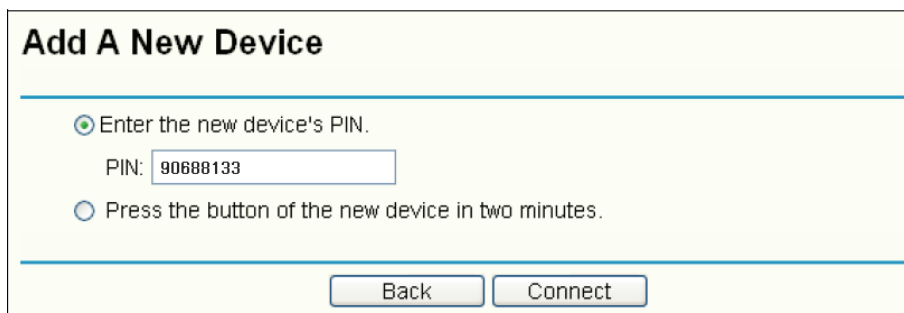 Add A New Device
Enter the new device's PIN.
PIN: 90688133
Press the button of the new device in two minutes.
Back Connect